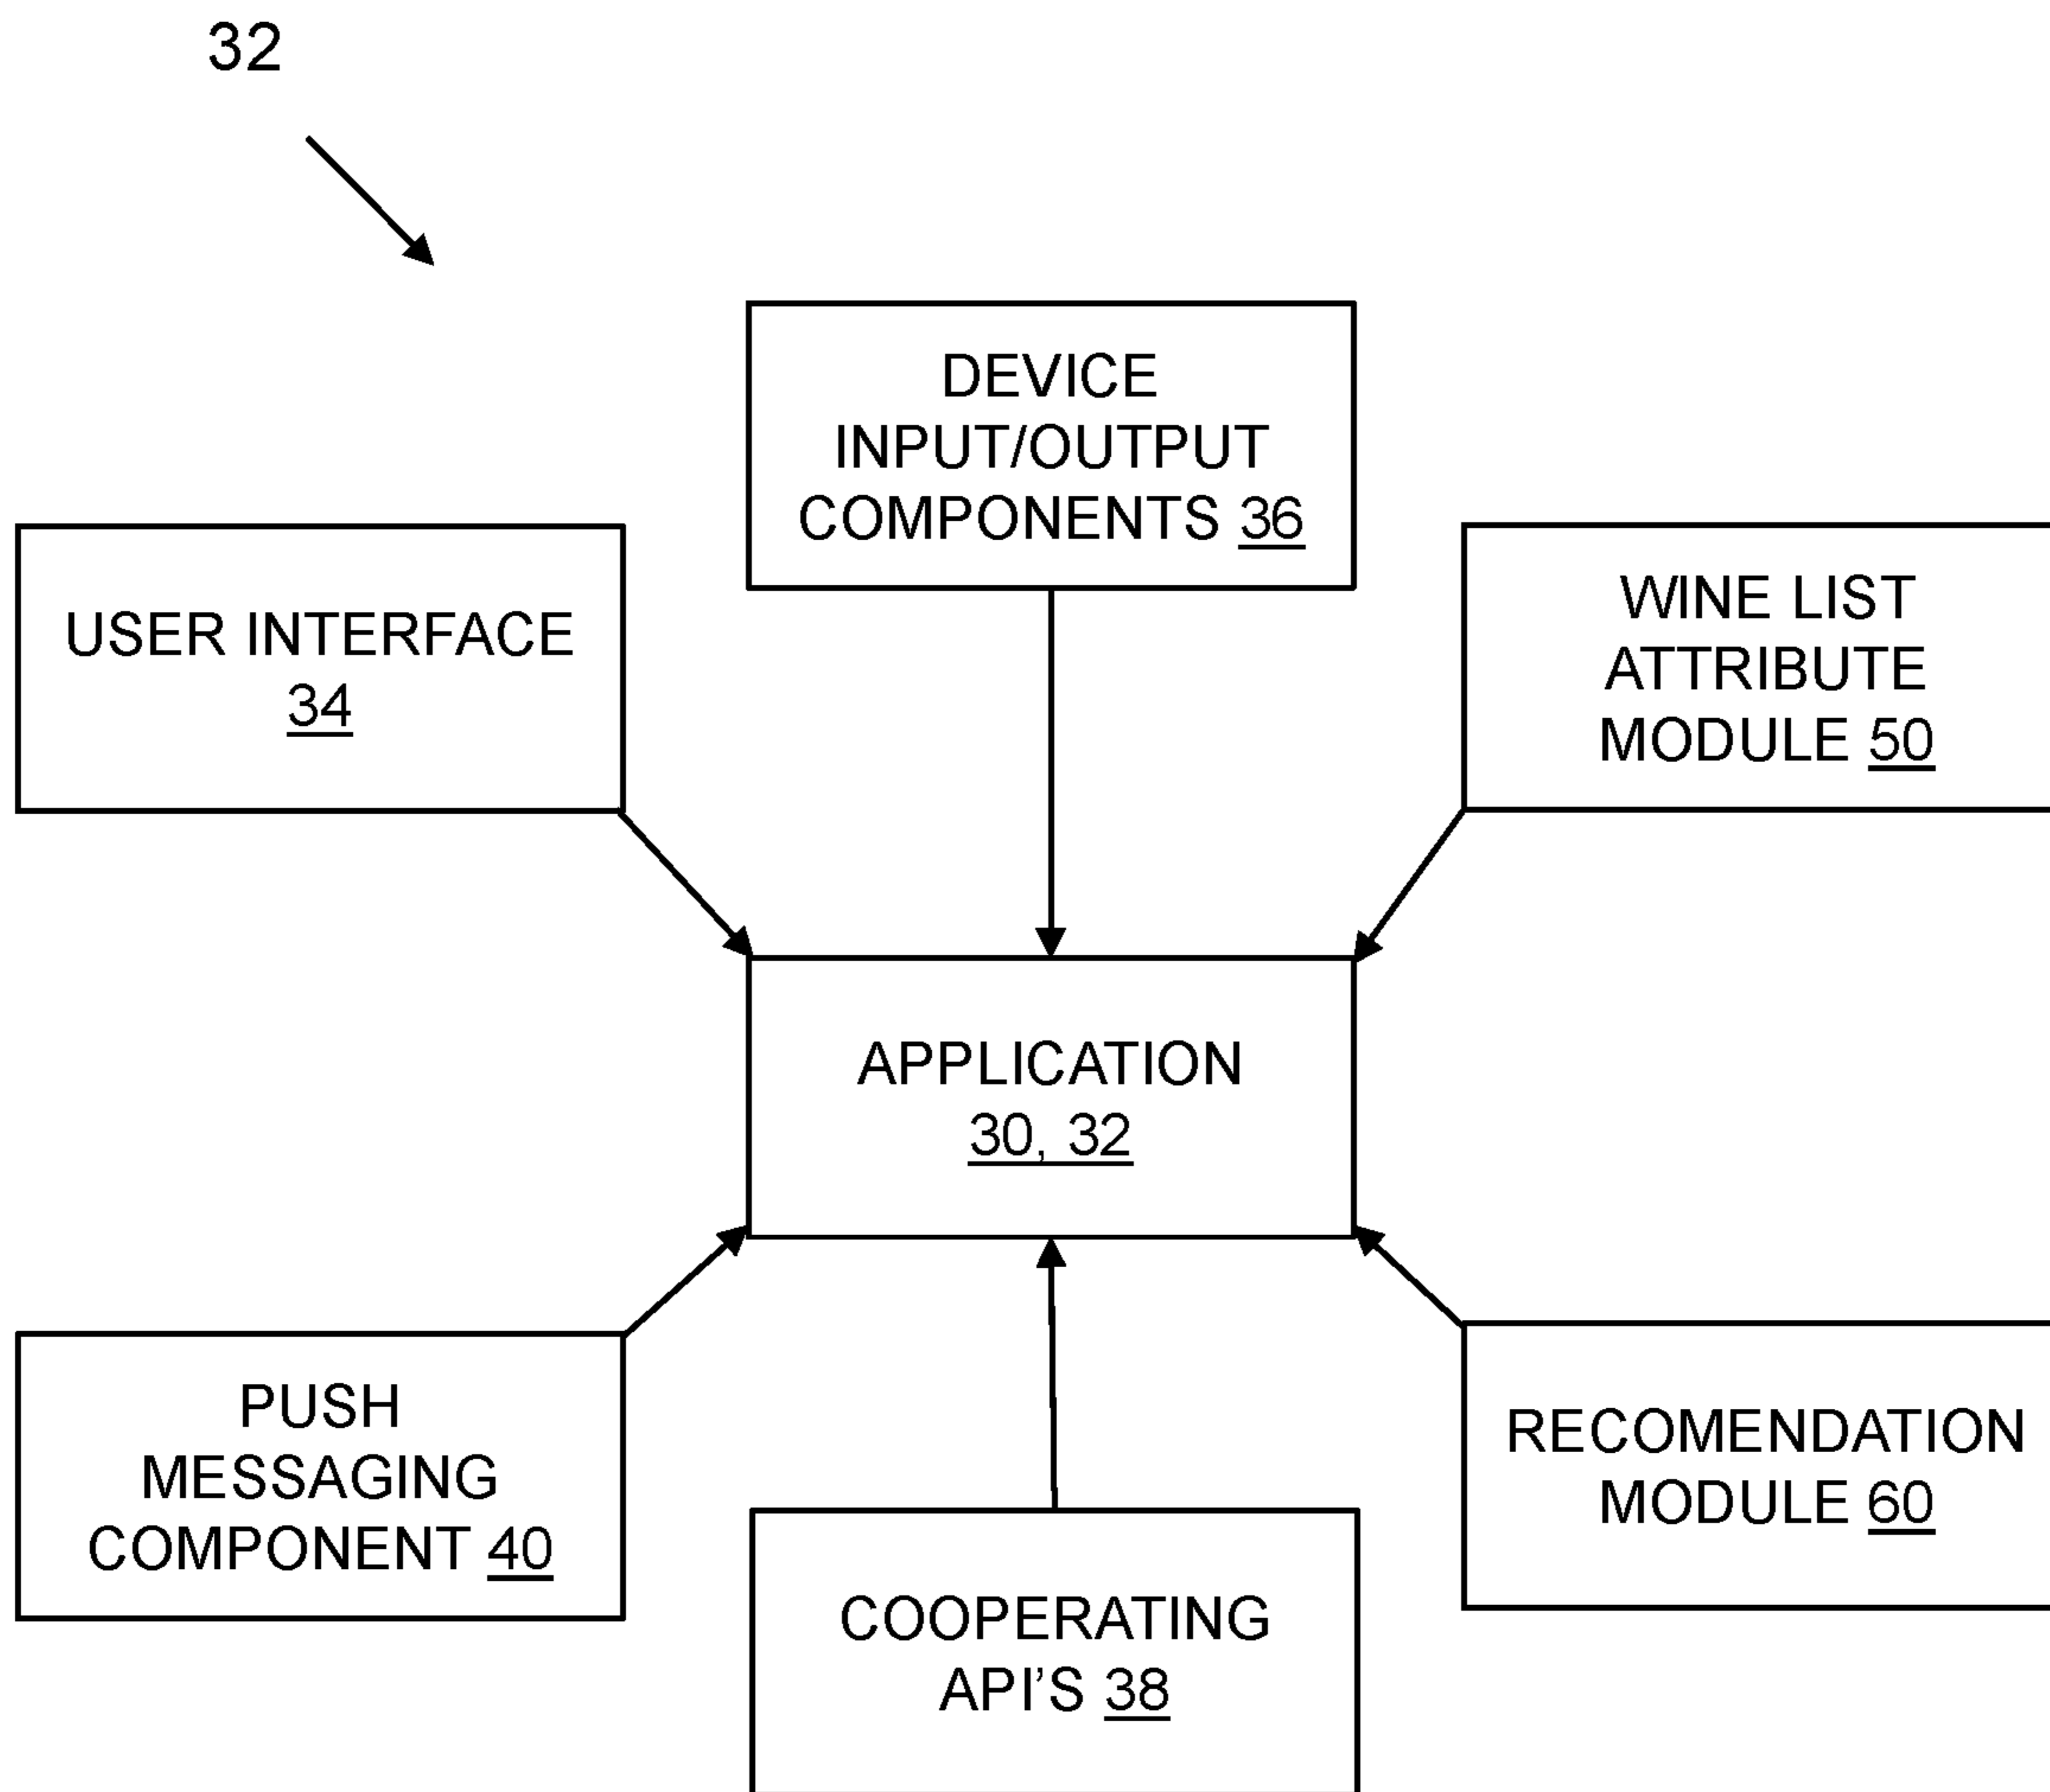 32
DEVICE
INPUT/OUTPUT
COMPONENTS 36
USER INTERFACE
34
WINE LIST
ATTRIBUTE
MODULE 50
APPLICATION
30, 32
PUSH
MESSAGING
COMPONENT 40
COOPERATING
API'S 38
RECOMENDATION
MODULE 60